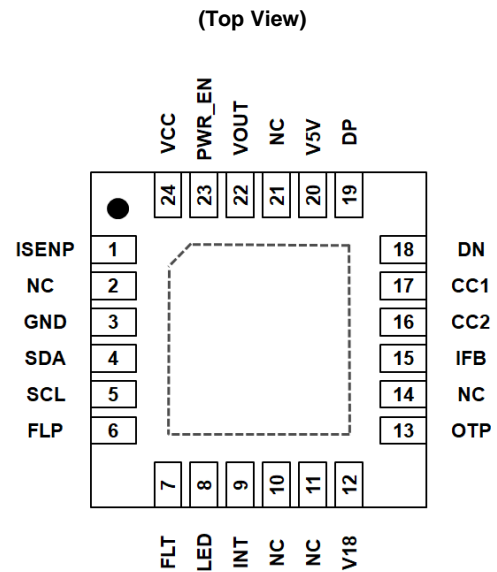 (Top View)
VCC PWR_EN VOUT NC V5V DP
24 23 22 21 20 19
ISENP 1 18 DN
NC 2 17 CC1
GND 3 16 CC2
SDA 4 15 IFB
SCL 5 14 NC
FLP 6 13 OTP
7 8 9 10 11 12
FLT LED INT NC NC V18